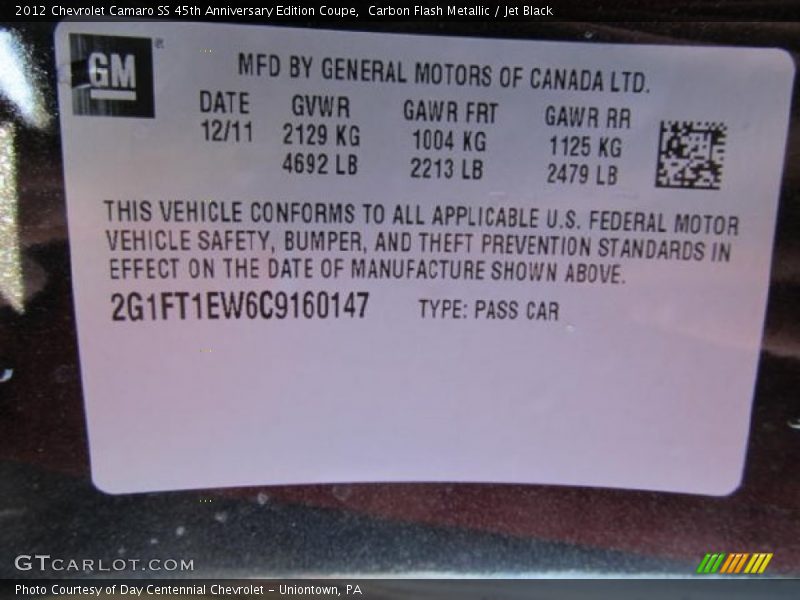 2012 Chevrolet Camaro SS 45th Anniversary Edition Coupe,  Carbon Flash Metallic / Jet Black
GM
MFD BY GENERAL MOTORS OF CANADA LTD.
DATE GVWR GAWR FRT GAWR RR
12/11 2129 KG 1004 KG 1125 KG
4692 LB 2213 LB 2479 LB
THIS VEHICLE CONFORMS TO ALL APPLICABLE U.S. FEDERAL MOTOR
VEHICLE SAFETY, BUMPER, AND THEFT PREVENTION STANDARDS IN
EFFECT ON THE DATE OF MANUFACTURE SHOWN ABOVE.
2G1FT1EW6C9160147 TYPE: PASS CAR
GTCARLOT.COM
Photo Courtesy of Day Centennial Chevrolet – Uniontown, PA